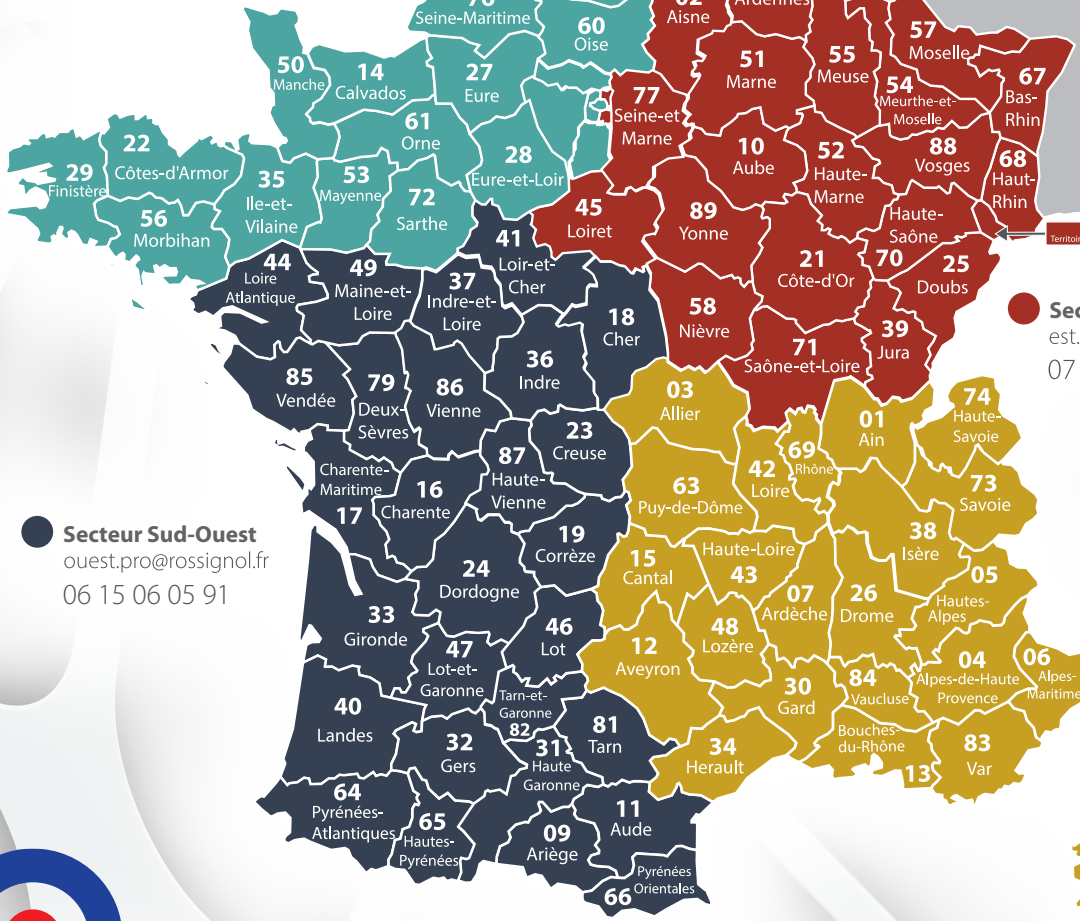 76
Seine-Maritime
60
Oise
02
Aisne
Ardennes
50
Manche
14
Calvados
27
Eure
61
Orne
28
Eure-et-Loir
77
Seine-et
Marne
51
Marne
55
Meuse
57
Moselle
54
Meurthe-et-
Moselle
67
Bas-
Rhin
10
Aube
52
Haute-
Marne
88
Vosges
68
Haut-
Rhin
22
Côtes-d'Armor
29
Finistère
35
Ile-et-
Vilaine
53
Mayenne
72
Sarthe
56
Morbihan
45
Loiret
89
Yonne
21
Côte-d'Or
Haute-
Saône
70
25
Doubs
44
Loire
Atlantique
49
Maine-et-
Loire
37
Indre-et-
Loire
41
Loir-et-
Cher
18
Cher
58
Nièvre
71
Saône-et-Loire
39
Jura
Sec
est.
07
85
Vendée
79
Deux-
Sèvres
86
Vienne
36
Indre
03
Allier
01
Ain
74
Haute-
Savoie
23
Creuse
87
Haute-
Vienne
Charente-
Maritime
17
16
Charente
63
Puy-de-Dôme
42
Loire
69
Rhône
73
Savoie
Secteur Sud-Ouest
ouest.pro@rossignol.fr
06 15 06 05 91
19
Corrèze
24
Dordogne
15
Cantal
Haute-Loire
43
07
Ardèche
26
Drome
38
Isère
05
Hautes-
Alpes
33
Gironde
47
Lot-et-
Garonne
46
Lot
12
Aveyron
48
Lozère
30
Gard
84
Vaucluse
04
Alpes-de-Haute
Provence
06
Alpes-
Maritime
40
Landes
32
Gers
Tarn-et-
Garonne
82
81
Tarn
31
Haute
Garonne
34
Herault
Bouches-
du-Rhône
13
83
Var
64
Pyrénées-
Atlantiques
65
Hautes-
Pyrénées
09
Ariège
11
Aude
Pyrénées
Orientales
66